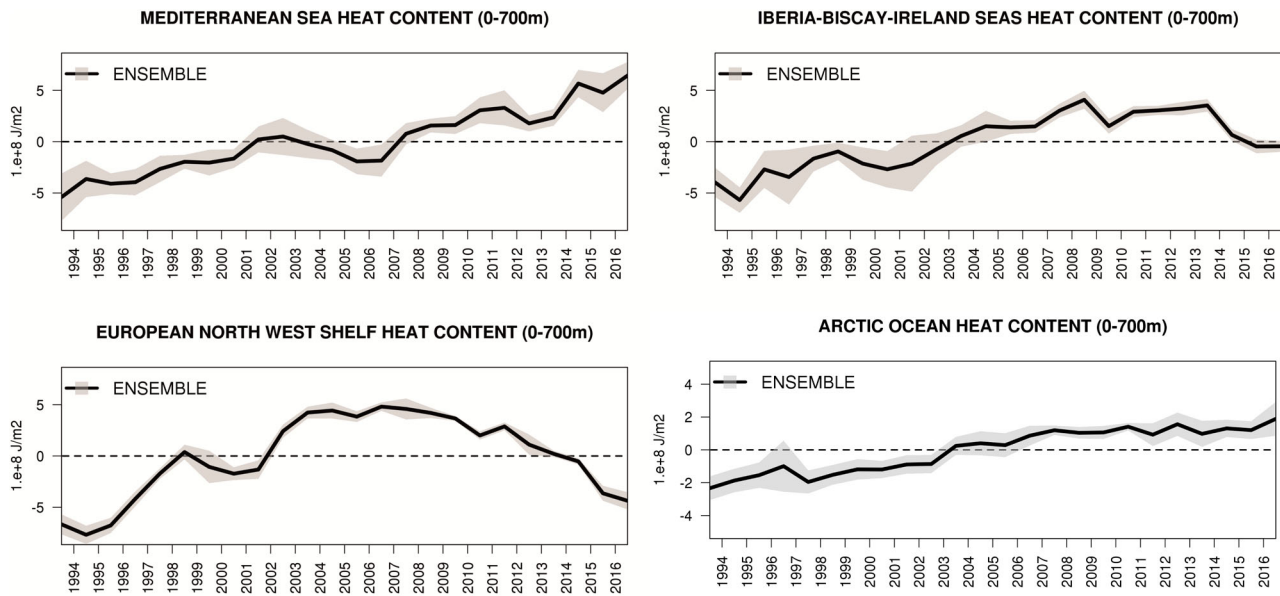 MEDITERRANEAN SEA HEAT CONTENT (0-700m)
ENSEMBLE
1.e+8 J/m2
5
0
-5
1994 1995 1996 1997 1998 1999 2000 2001 2002 2003 2004 2005 2006 2007 2008 2009 2010 2011 2012 2013 2014 2015 2016
IBERIA-BISCAY-IRELAND SEAS HEAT CONTENT (0-700m)
ENSEMBLE
1.e+8 J/m2
5
0
-5
1994 1995 1996 1997 1998 1999 2000 2001 2002 2003 2004 2005 2006 2007 2008 2009 2010 2011 2012 2013 2014 2015 2016
EUROPEAN NORTH WEST SHELF HEAT CONTENT (0-700m)
ENSEMBLE
1.e+8 J/m2
5
0
-5
1994 1995 1996 1997 1998 1999 2000 2001 2002 2003 2004 2005 2006 2007 2008 2009 2010 2011 2012 2013 2014 2015 2016
ARCTIC OCEAN HEAT CONTENT (0-700m)
ENSEMBLE
1.e+8 J/m2
4
2
0
-2
-4
1994 1995 1996 1997 1998 1999 2000 2001 2002 2003 2004 2005 2006 2007 2008 2009 2010 2011 2012 2013 2014 2015 2016